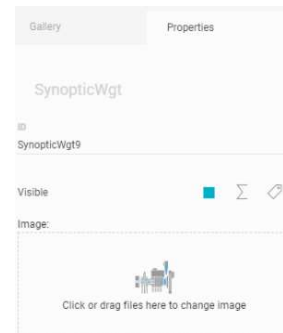 Gallery Properties
SynopticWgt
ID
SynopticWgt9
Visible
Image:
Click or drag files here to change image